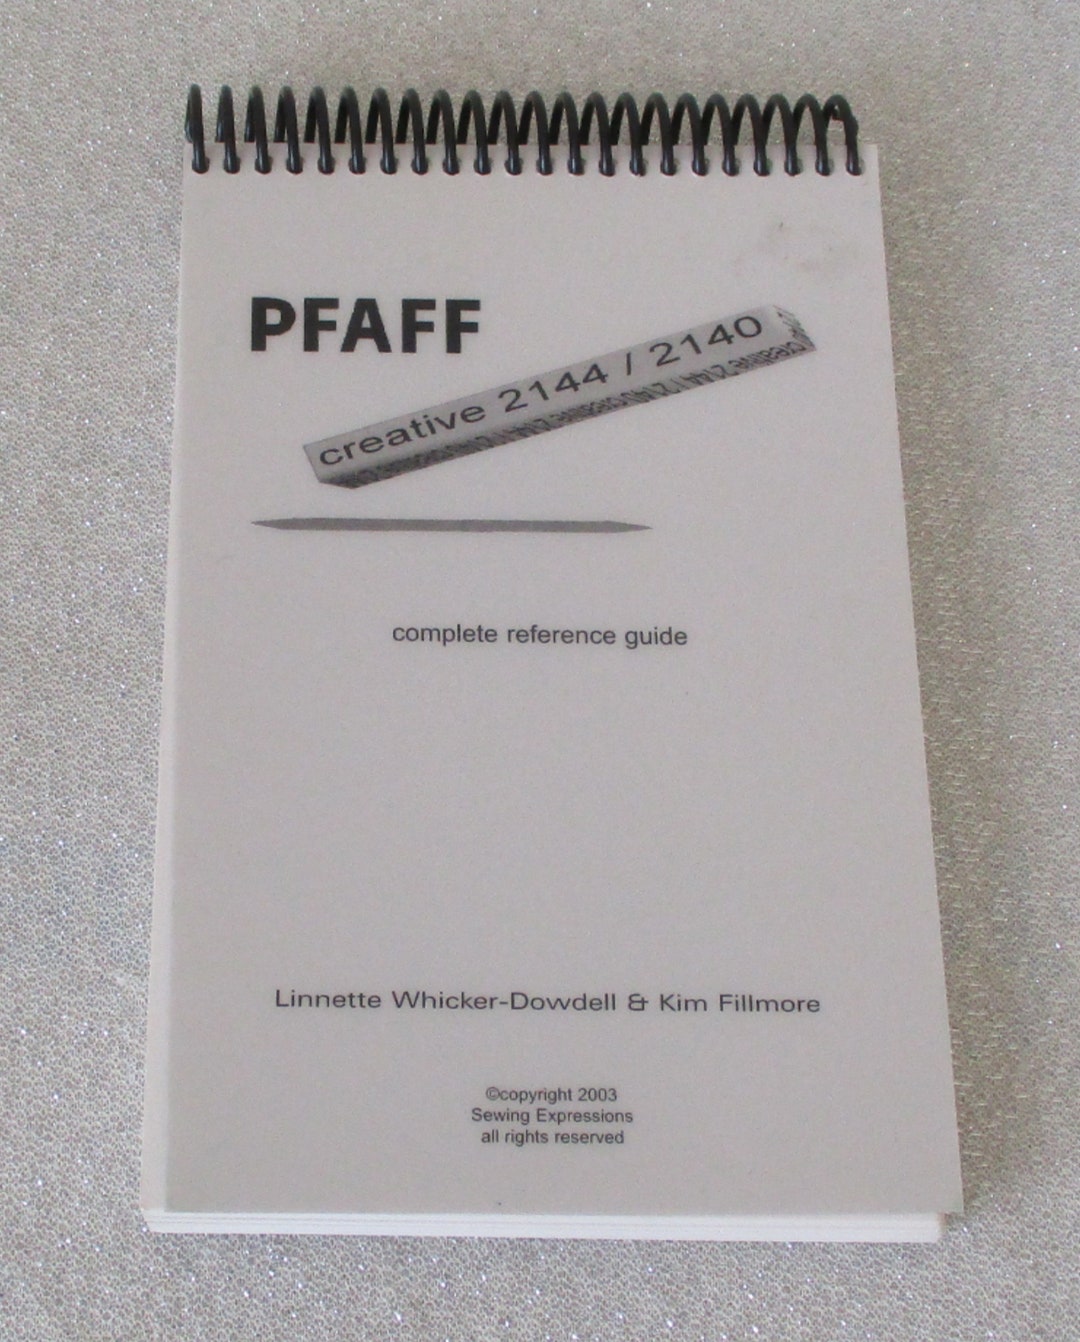 PFAFF
creative 2144 / 2140
complete reference guide
Linnette Whicker-Dowdell & Kim Fillmore
©copyright 2003
Sewing Expressions
all rights reserved